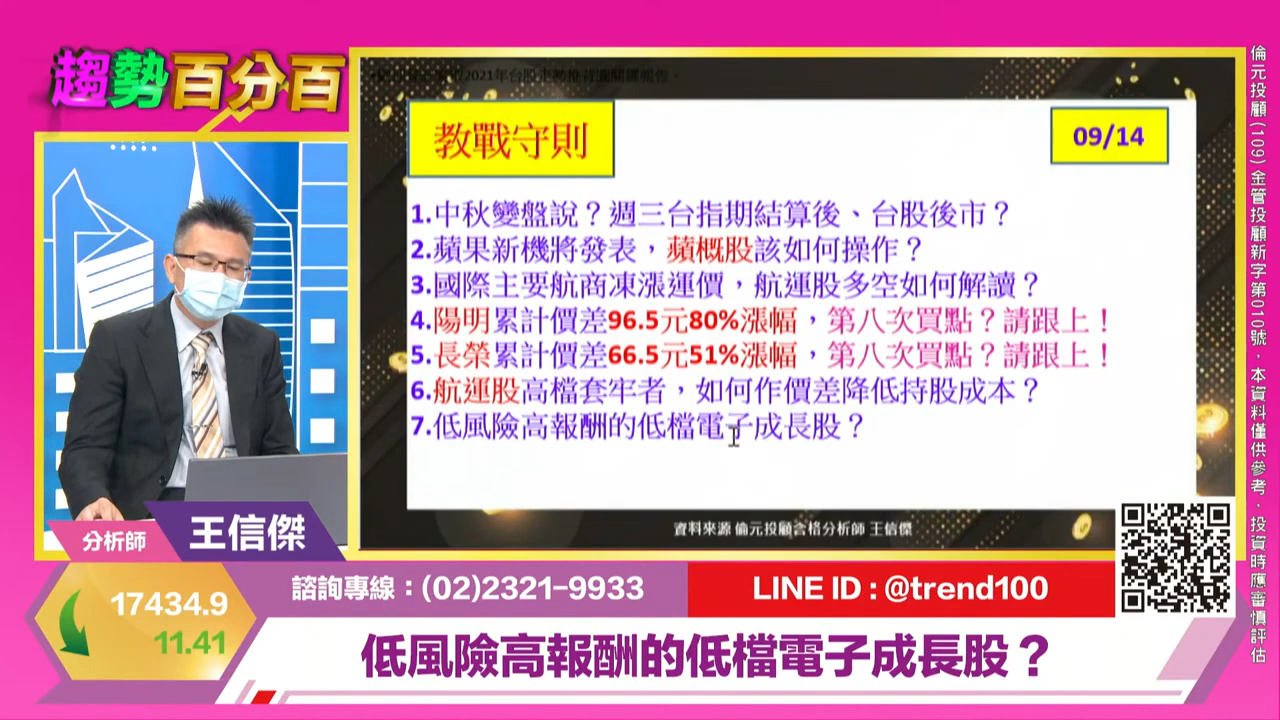 趨勢百分百
教戰守則
09/14
1.中秋變盤說？週三台指期結算後、台股後市？
2.蘋果新機將發表，蘋概股該如何操作？
3.國際主要航商凍漲運價，航運股多空如何解讀？
4.陽明累計價差96.5元80%漲幅，第八次買點？請跟上！
5.長榮累計價差66.5元51%漲幅，第八次買點？請跟上！
6.航運股高檔套牢者，如何作價差降低持股成本？
7.低風險高報酬的低檔電子成長股？
資料來源 倫元投顧合格分析師 王信傑
倫元投顧(109)金管投顧新字第010號．本資料僅供參考．投資時應審慎評估
分析師 王信傑
諮詢專線：(02)2321-9933
LINE ID : @trend100
17434.9
11.41
低風險高報酬的低檔電子成長股？